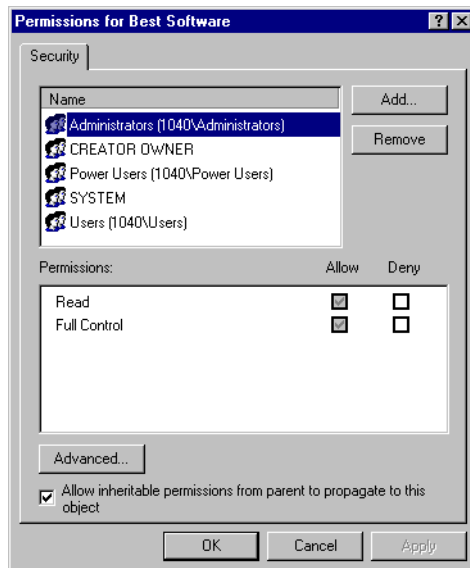 Permissions for Best Software
Security
Name
Add...
Administrators (1040\Administrators)
Remove
CREATOR OWNER
Power Users (1040\Power Users)
SYSTEM
Users (1040\Users)
Permissions: Allow Deny
Read
Full Control
Advanced...
Allow inheritable permissions from parent to propagate to this
object
OK Cancel Apply